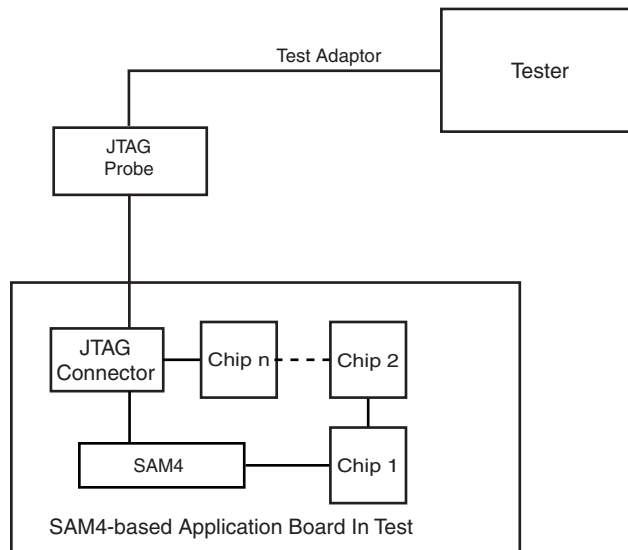 Test Adaptor
Tester
JTAG
Probe
JTAG
Connector
Chip n
Chip 2
SAM4
Chip 1
SAM4-based Application Board In Test